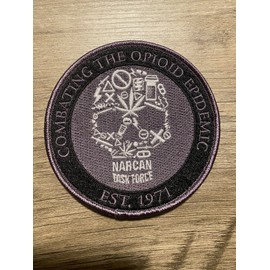 COMBATING THE OPIOID EPIDEMIC
NARCAN
TASK FORCE
EST. 1971